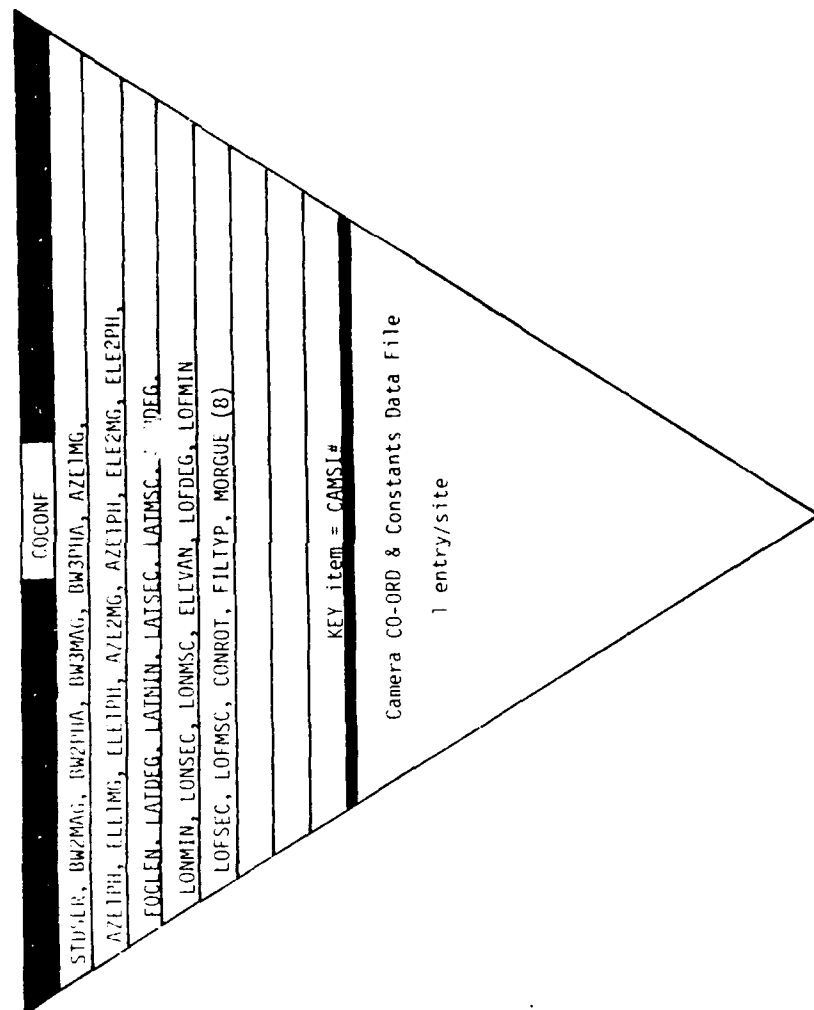 COCONF
BW2MAG, BW2PHA, BW3MAG, BW3PHA, AZE1MG,
AZE1PH, ELE1MG, ELE1PH, AZE2MG, AZE2PH, ELE2MG, ELE2PH,
FOCLEN, LATDEG, LATMIN, LATSEC, LATMSC,
LONMIN, LONSEC, LONMSC, ELEVAN, LOFDEG, LOFMIN
LOFSEC, LOFMSC, CONROT, FILTYP, MORGUE (8)
KEY item = CAMSI#
Camera CO-ORD & Constants Data File
1 entry/site